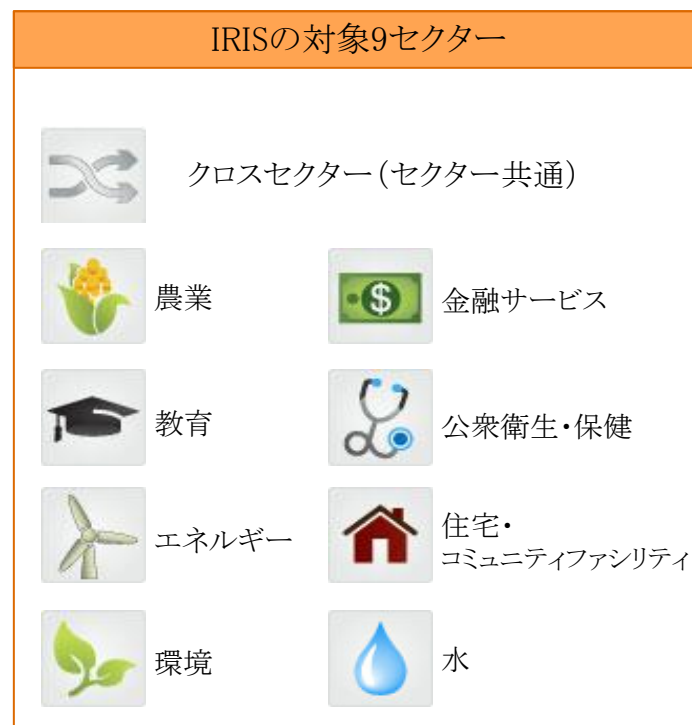 IRISの対象9セクター
クロスセクター(セクター共通)
農業
金融サービス
$
教育
公衆衛生・保健
エネルギー
住宅・
コミュニティファシリティ
環境
水